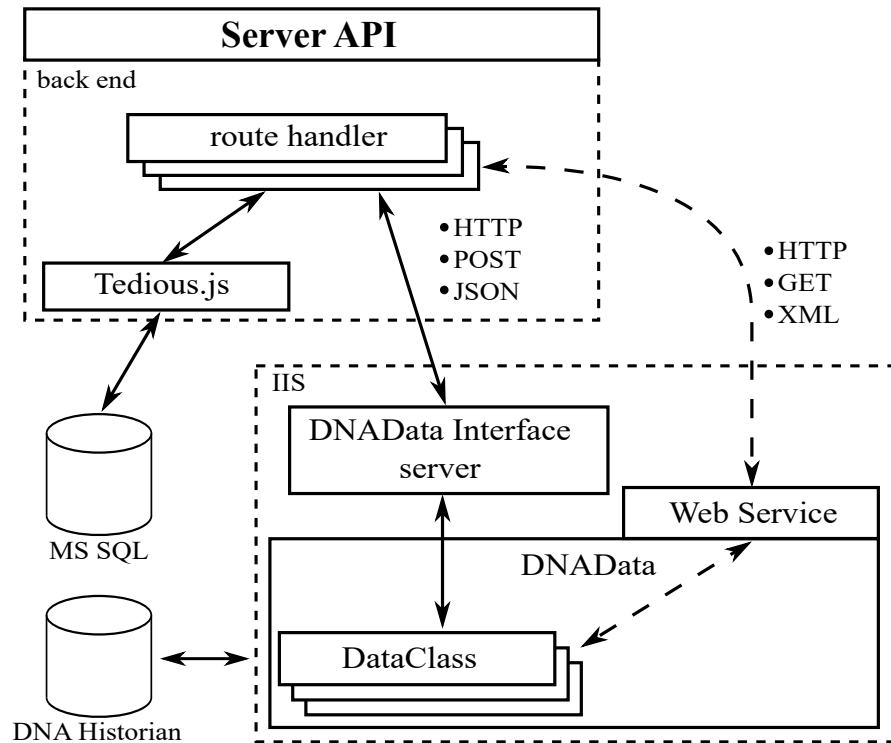 Server API
back end
route handler
• HTTP
• POST
• JSON
• HTTP
• GET
• XML
Tedious.js
IIS
DNAData Interface
server
MS SQL
Web Service
DNAData
DataClass
DNA Historian